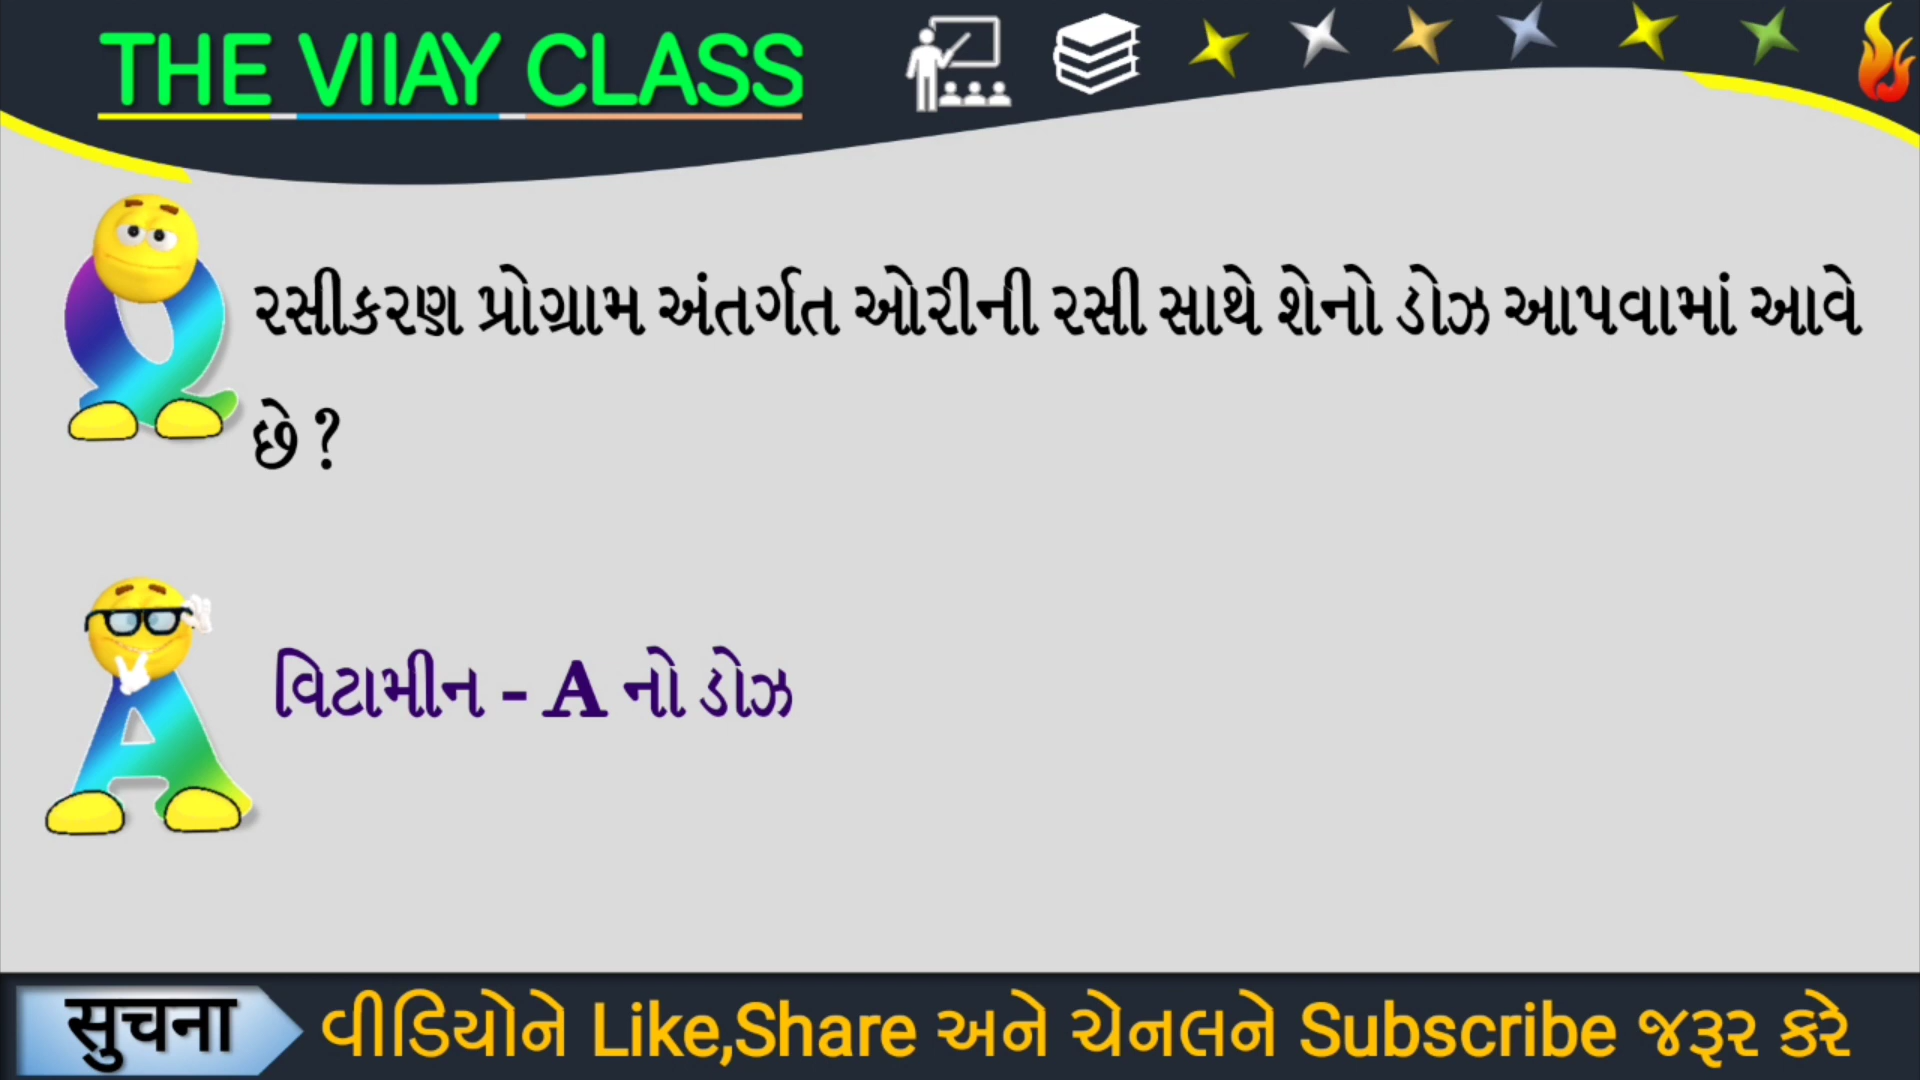 THE VIIAY CLASS
રસીકરણ પ્રોગ્રામ અંતર્ગત ઓરીની રસી સાથે શેનો ડોઝ આપવામાં આવે
છે ?
વિટામીન - A નો ડોઝ
सुचना વીડિયોને Like,Share અને ચેનલને Subscribe જરૂર કરે